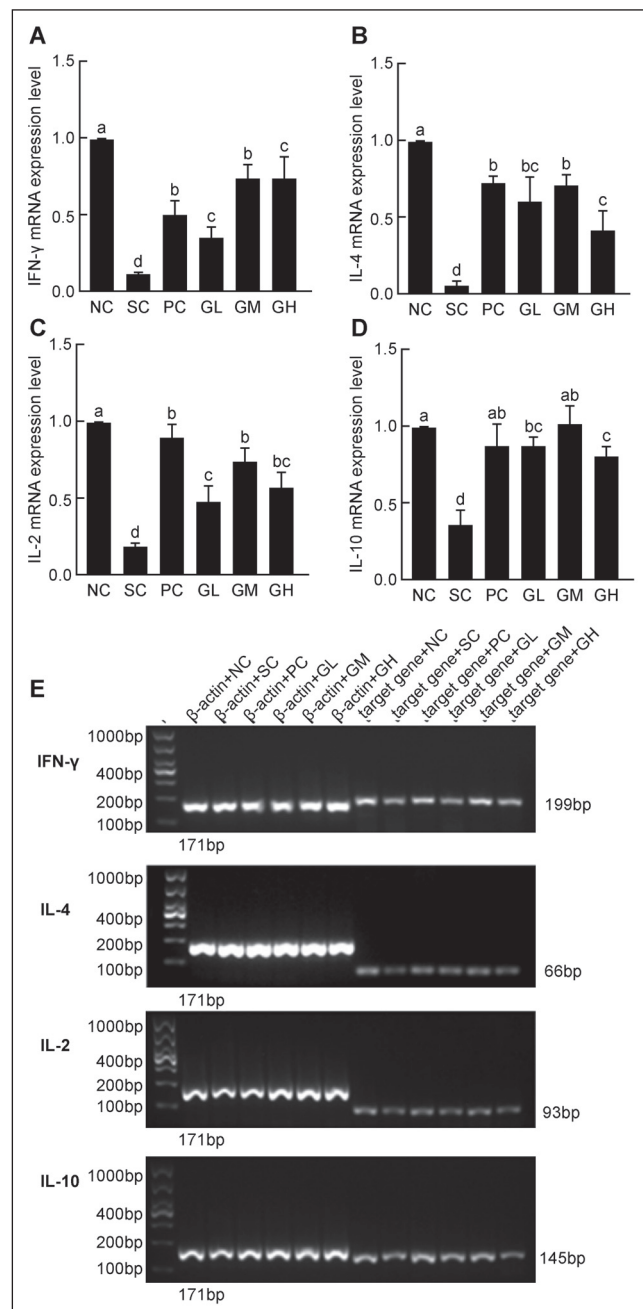 A
IFN-γ mRNA expression level
1.5
1.0
0.5
0.0
a
d
b
c
b
c
NC SC PC GL GM GH
B
IL-4 mRNA expression level
1.5
1.0
0.5
0.0
a
d
b
bc
b
c
NC SC PC GL GM GH
C
IL-2 mRNA expression level
1.5
1.0
0.5
0.0
a
d
b
c
b
bc
NC SC PC GL GM GH
D
IL-10 mRNA expression level
1.5
1.0
0.5
0.0
a
d
ab
bc
ab
c
NC SC PC GL GM GH
E
β-actin+NC
β-actin+SC
β-actin+PC
β-actin+GL
β-actin+GM
β-actin+GH
target gene+NC
target gene+SC
target gene+PC
target gene+GL
target gene+GM
target gene+GH
IFN-γ
1000bp
400bp
200bp
100bp
199bp
171bp
IL-4
1000bp
400bp
200bp
100bp
66bp
171bp
IL-2
1000bp
400bp
200bp
100bp
93bp
171bp
IL-10
1000bp
400bp
200bp
100bp
145bp
171bp